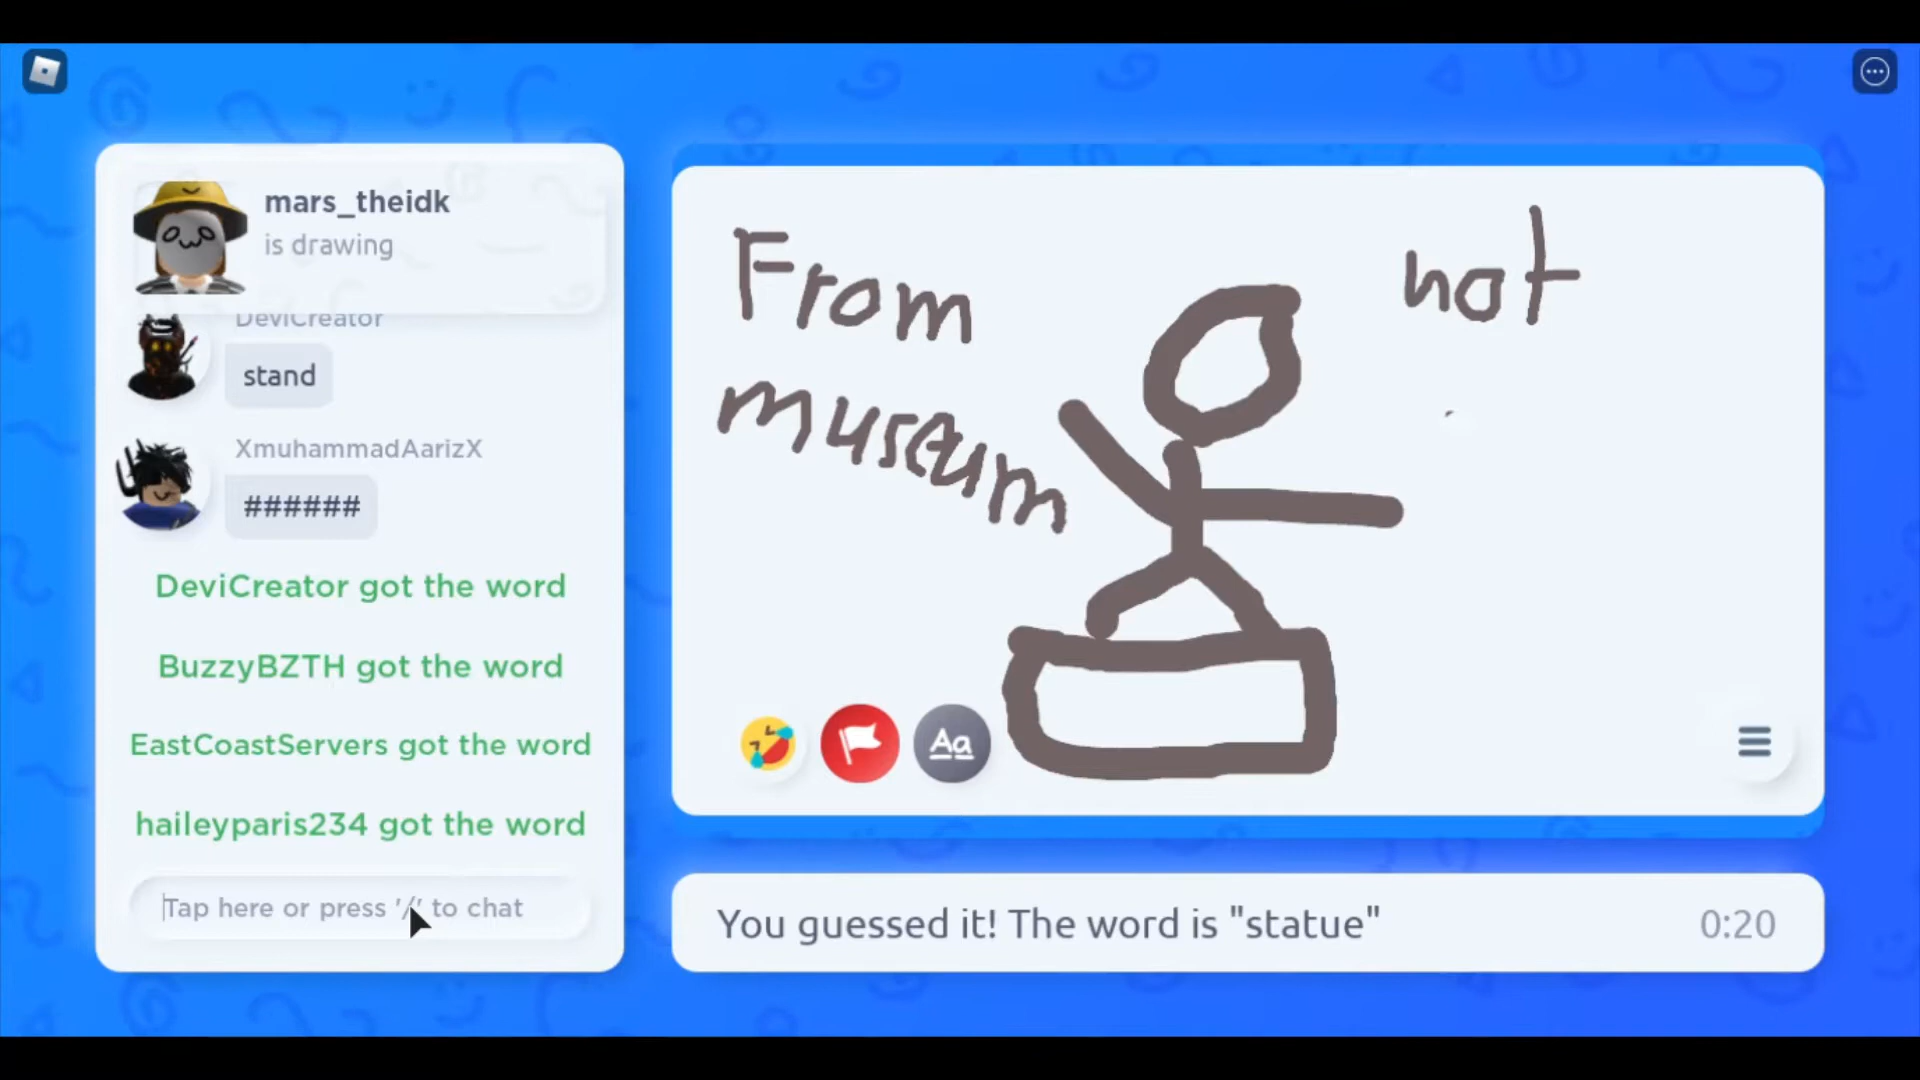 mars_theidk
is drawing
DeviCreator
stand
XmuhammadAarizX
######
DeviCreator got the word
BuzzyBZTH got the word
EastCoastServers got the word
haileyparis234 got the word
Tap here or press '/' to chat
From
museum
not
Aa
You guessed it! The word is "statue"
0:20